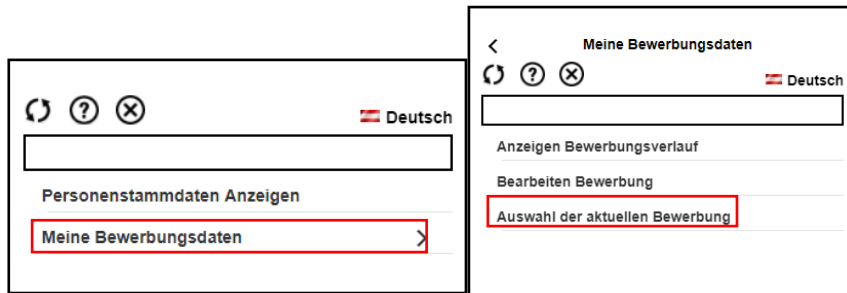 Deutsch
Personenstammdaten Anzeigen
Meine Bewerbungsdaten
Meine Bewerbungsdaten
Deutsch
Anzeigen Bewerbungsverlauf
Bearbeiten Bewerbung
Auswahl der aktuellen Bewerbung